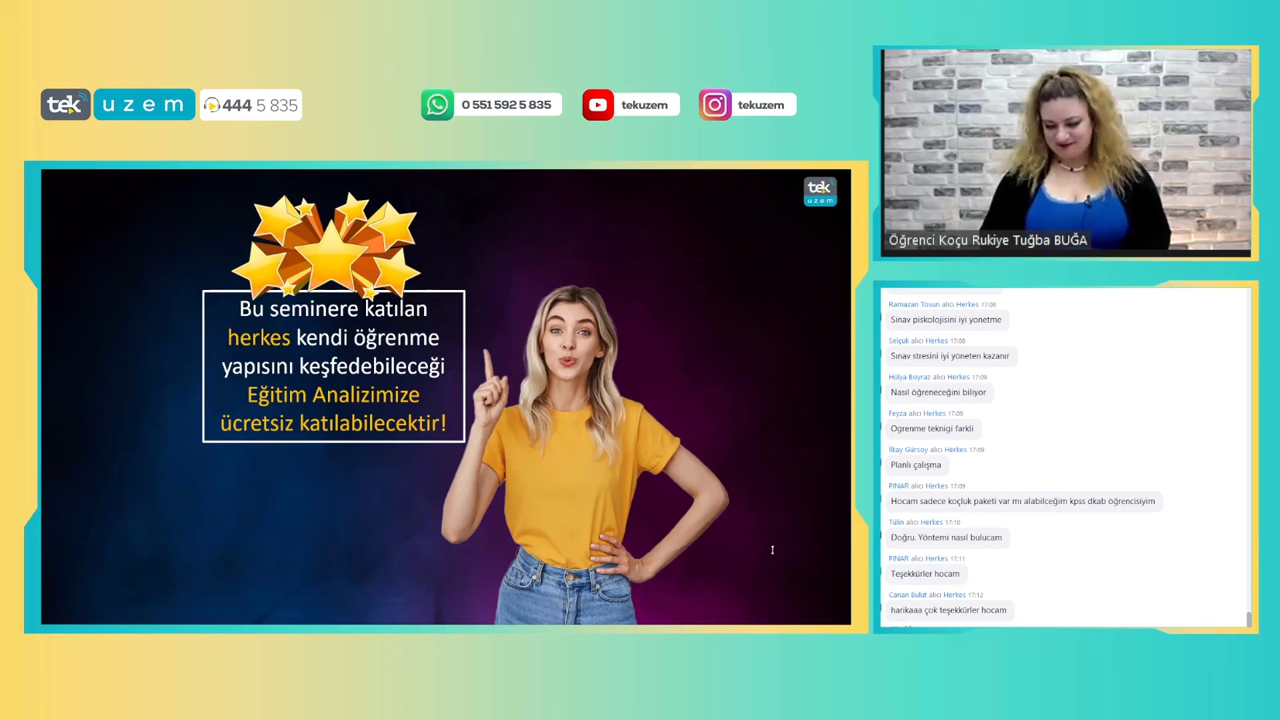 tek uzem 444 5 835
0 551 592 5 835
tekuzem
tekuzem
tek
uzem
Bu seminere katılan
herkes kendi öğrenme
yapısını keşfedebileceği
Eğitim Analizimize
ücretsiz katılabilecektir!
Öğrenci Koçu Rukiye Tuğba BUĞA
Ramazan Tosun alıcı Herkes 17:08
Sinav piskolojisini iyi yonetme
Selçuk alıcı Herkes 17:08
Sınav stresini iyi yöneten kazanır
Hülya Boyraz alıcı Herkes 17:09
Nasıl öğreneceğini biliyor
Feyza alıcı Herkes 17:09
Ogrenme teknigi farkli
İlkay Gürsoy alıcı Herkes 17:09
Planlı çalışma
PINAR alıcı Herkes 17:09
Hocam sadece koçluk paketi var mı alabilceğim kpss dkab öğrencisiyim
Tülin alıcı Herkes 17:10
Doğru. Yöntemi nasıl bulucam
PINAR alıcı Herkes 17:11
Teşekkürler hocam
Canan Bulut alıcı Herkes 17:12
harikaaa çok teşekkürler hocam